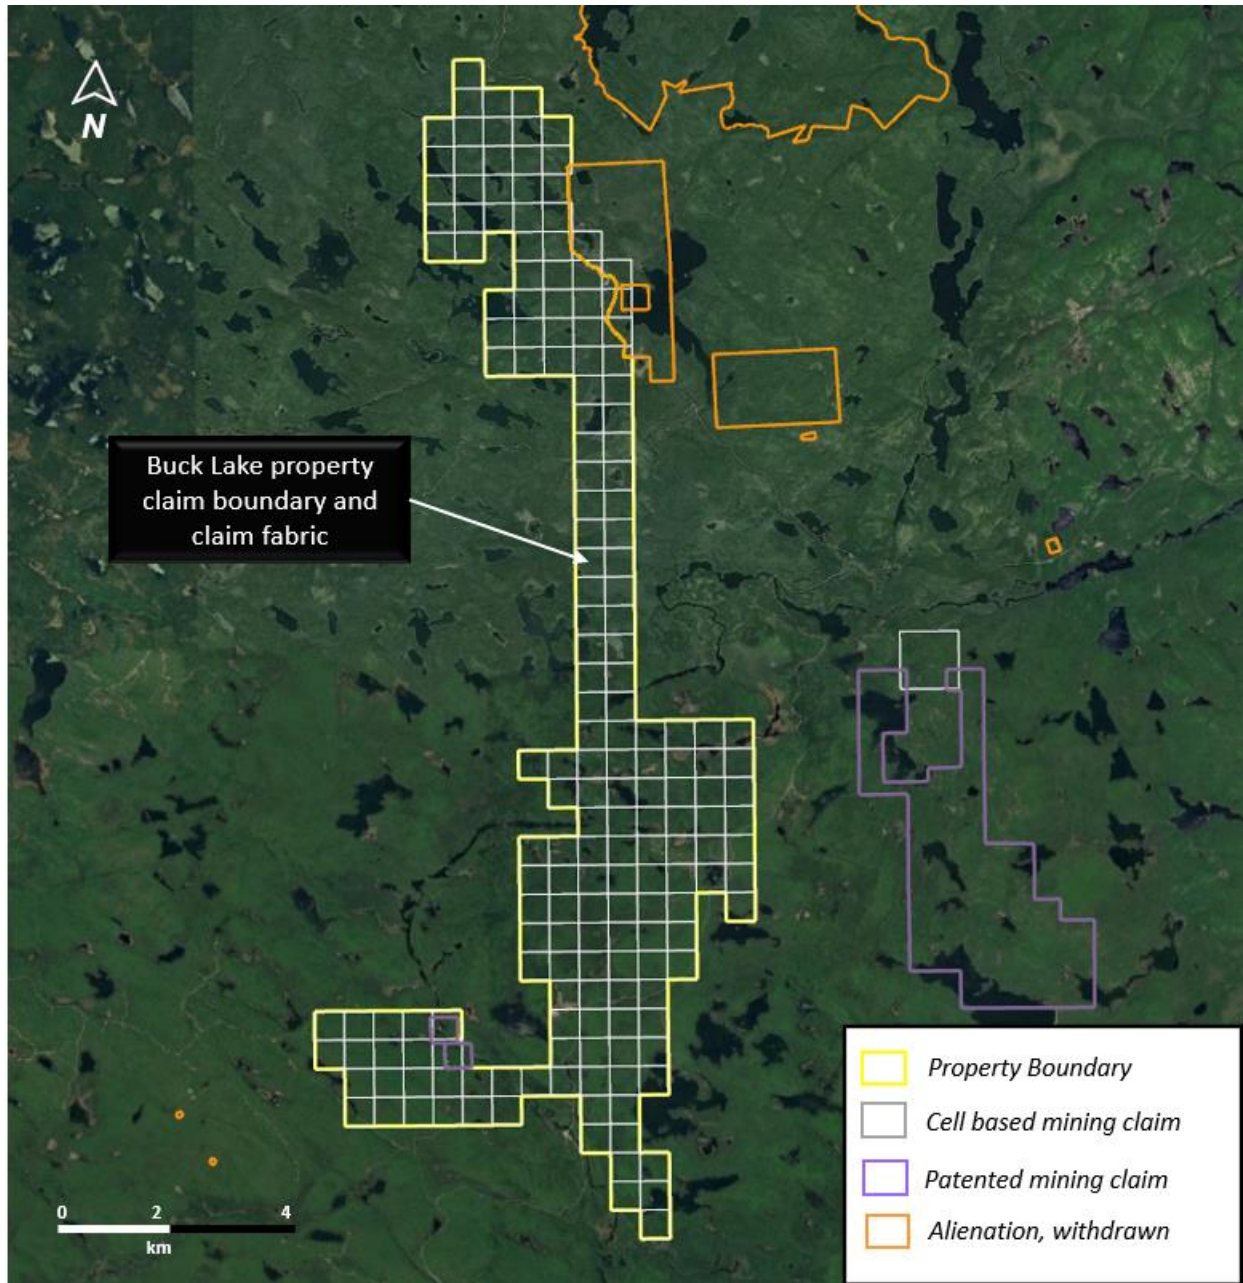 N
Buck Lake property
claim boundary and
claim fabric
Property Boundary
Cell based mining claim
Patented mining claim
Alienation, withdrawn
0 2 4
km